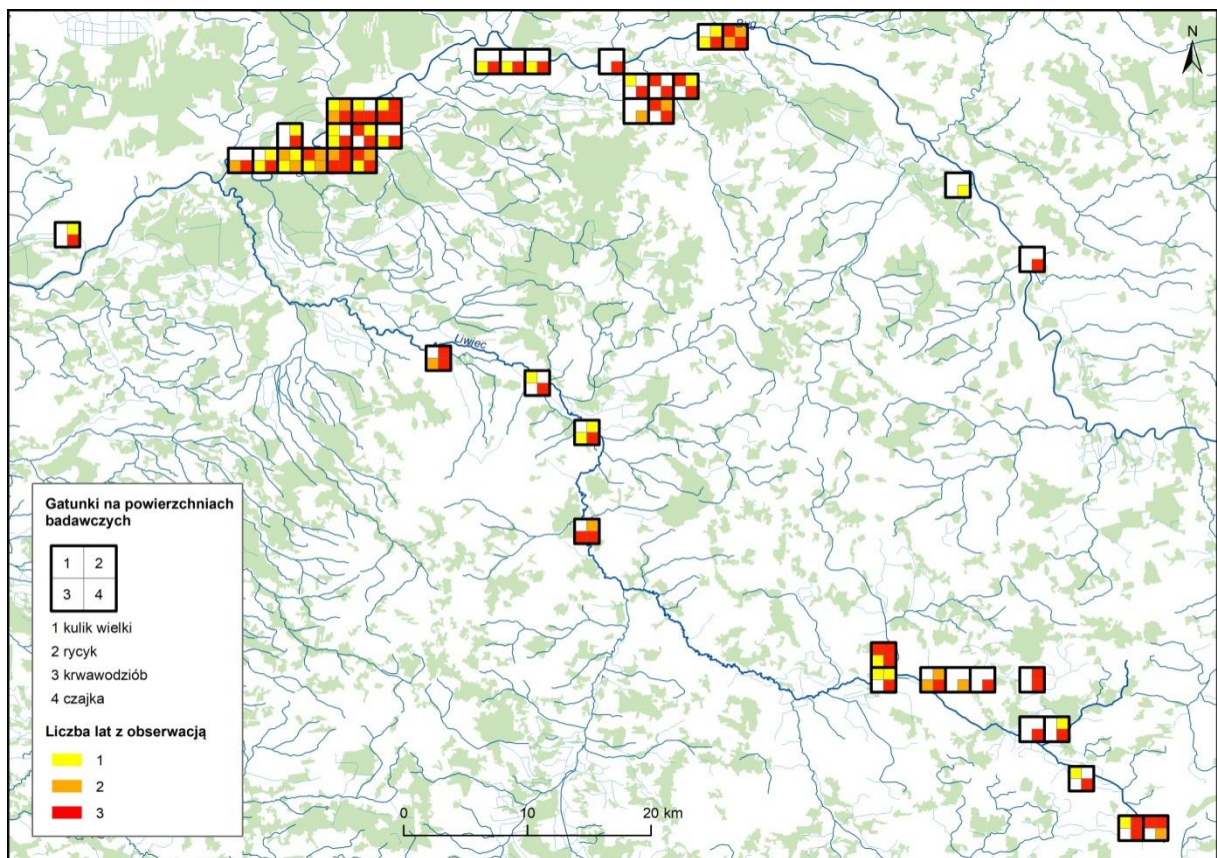 Bug
N
Liwiec
Gatunki na powierzchniach
badawczych
1 2
3 4
1 kulik wielki
2 rycyk
3 krwawodziób
4 czajka
Liczba lat z obserwacją
1
2
3
0 10 20 km